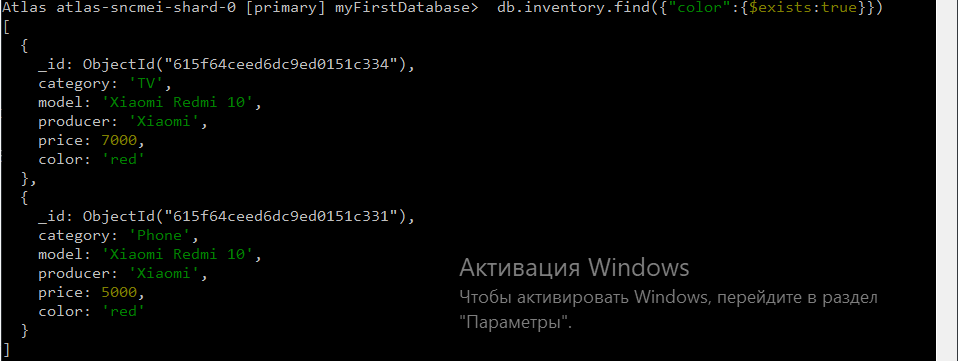 Atlas atlas-sncmei-shard-0 [primary] myFirstDatabase>  db.inventory.find({"color":{$exists:true}})
[
  {
    _id: ObjectId("615f64ceed6dc9ed0151c334"),
    category: 'TV',
    model: 'Xiaomi Redmi 10',
    producer: 'Xiaomi',
    price: 7000,
    color: 'red'
  },
  {
    _id: ObjectId("615f64ceed6dc9ed0151c331"),
    category: 'Phone',
    model: 'Xiaomi Redmi 10',
    producer: 'Xiaomi',
    price: 5000,
    color: 'red'
  }
]
Активация Windows
Чтобы активировать Windows, перейдите в раздел
"Параметры".